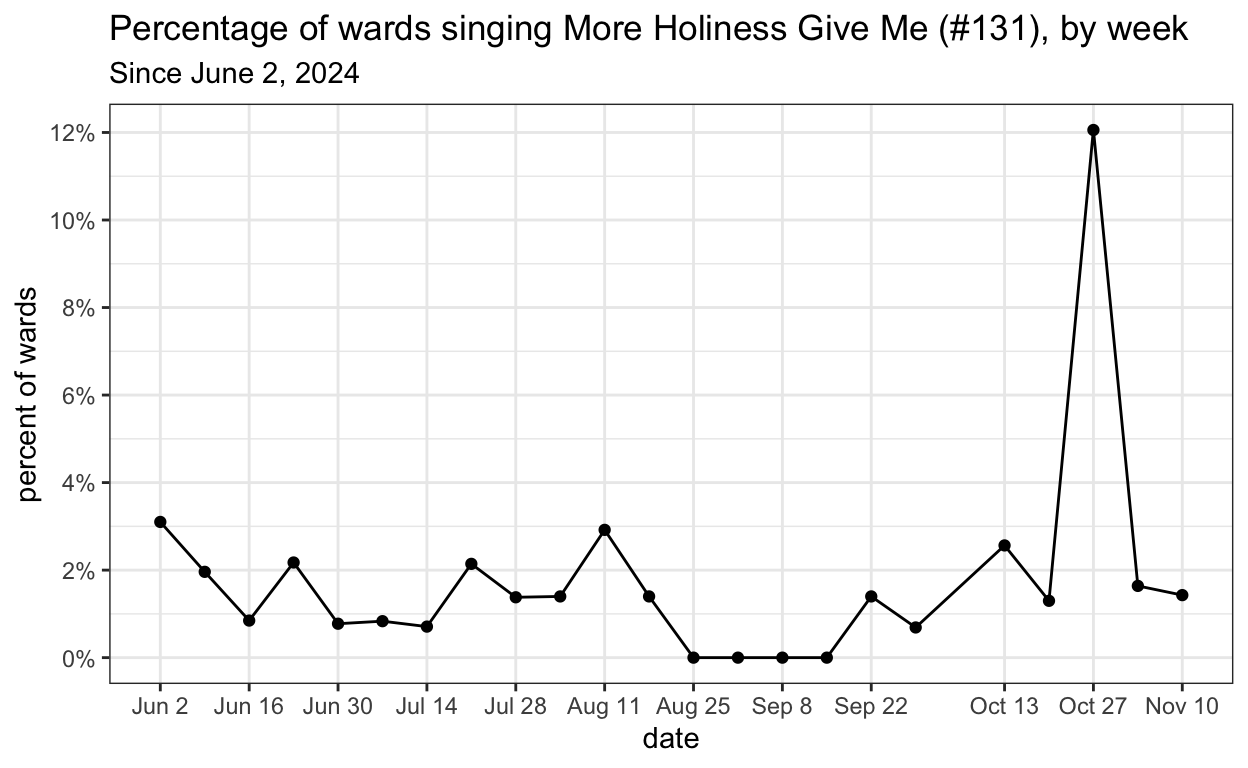 Percentage of wards singing More Holiness Give Me (#131), by week
Since June 2, 2024
12%
10%
8%
6%
4%
2%
0%
percent of wards
Jun 2 Jun 16 Jun 30 Jul 14 Jul 28 Aug 11 Aug 25 Sep 8 Sep 22 Oct 13 Oct 27 Nov 10
date